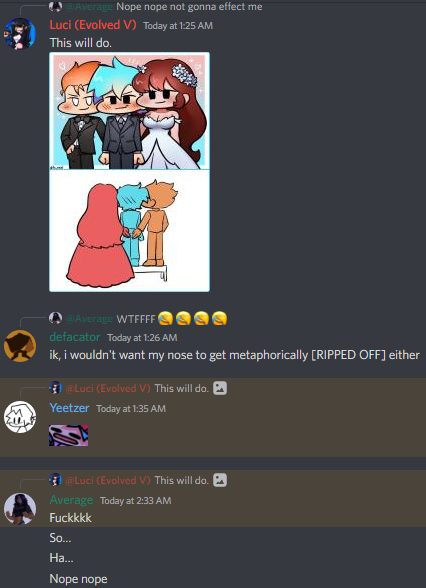 @Average Nope nope not gonna effect me
Luci (Evolved V) Today at 1:25 AM
This will do.
@Average WTFFFF
defacator Today at 1:26 AM
ik, i wouldn't want my nose to get metaphorically [RIPPED OFF] either
@Luci (Evolved V) This will do.
Yeetzer Today at 1:35 AM
@Luci (Evolved V) This will do.
Average Today at 2:33 AM
Fuckkkk
So...
Ha...
Nope nope